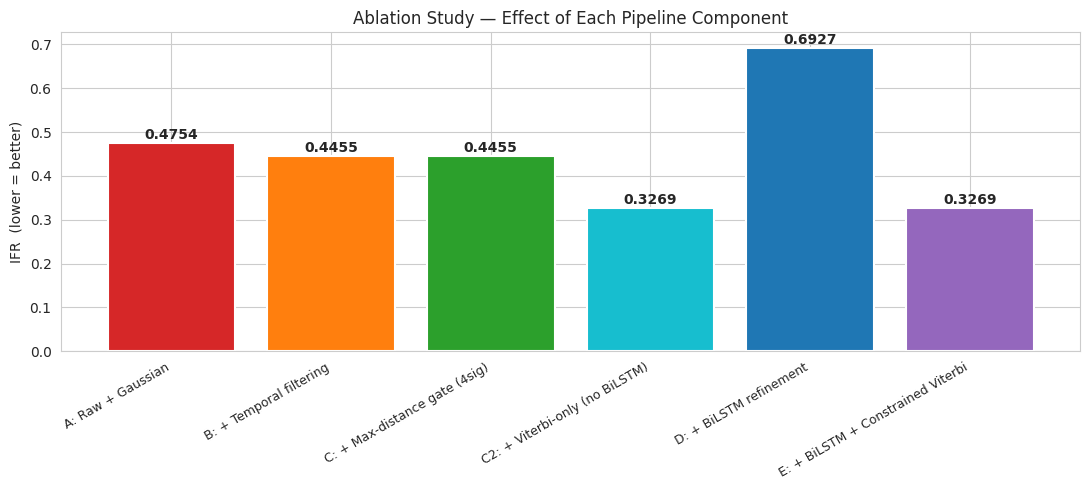 Ablation Study — Effect of Each Pipeline Component
IFR  (lower = better)
0.7
0.6
0.5
0.4
0.3
0.2
0.1
0.0
0.4754
0.4455
0.4455
0.3269
0.6927
0.3269
A: Raw + Gaussian
B: + Temporal filtering
C: + Max-distance gate (4sig)
C2: + Viterbi-only (no BiLSTM)
D: + BiLSTM refinement
E: + BiLSTM + Constrained Viterbi